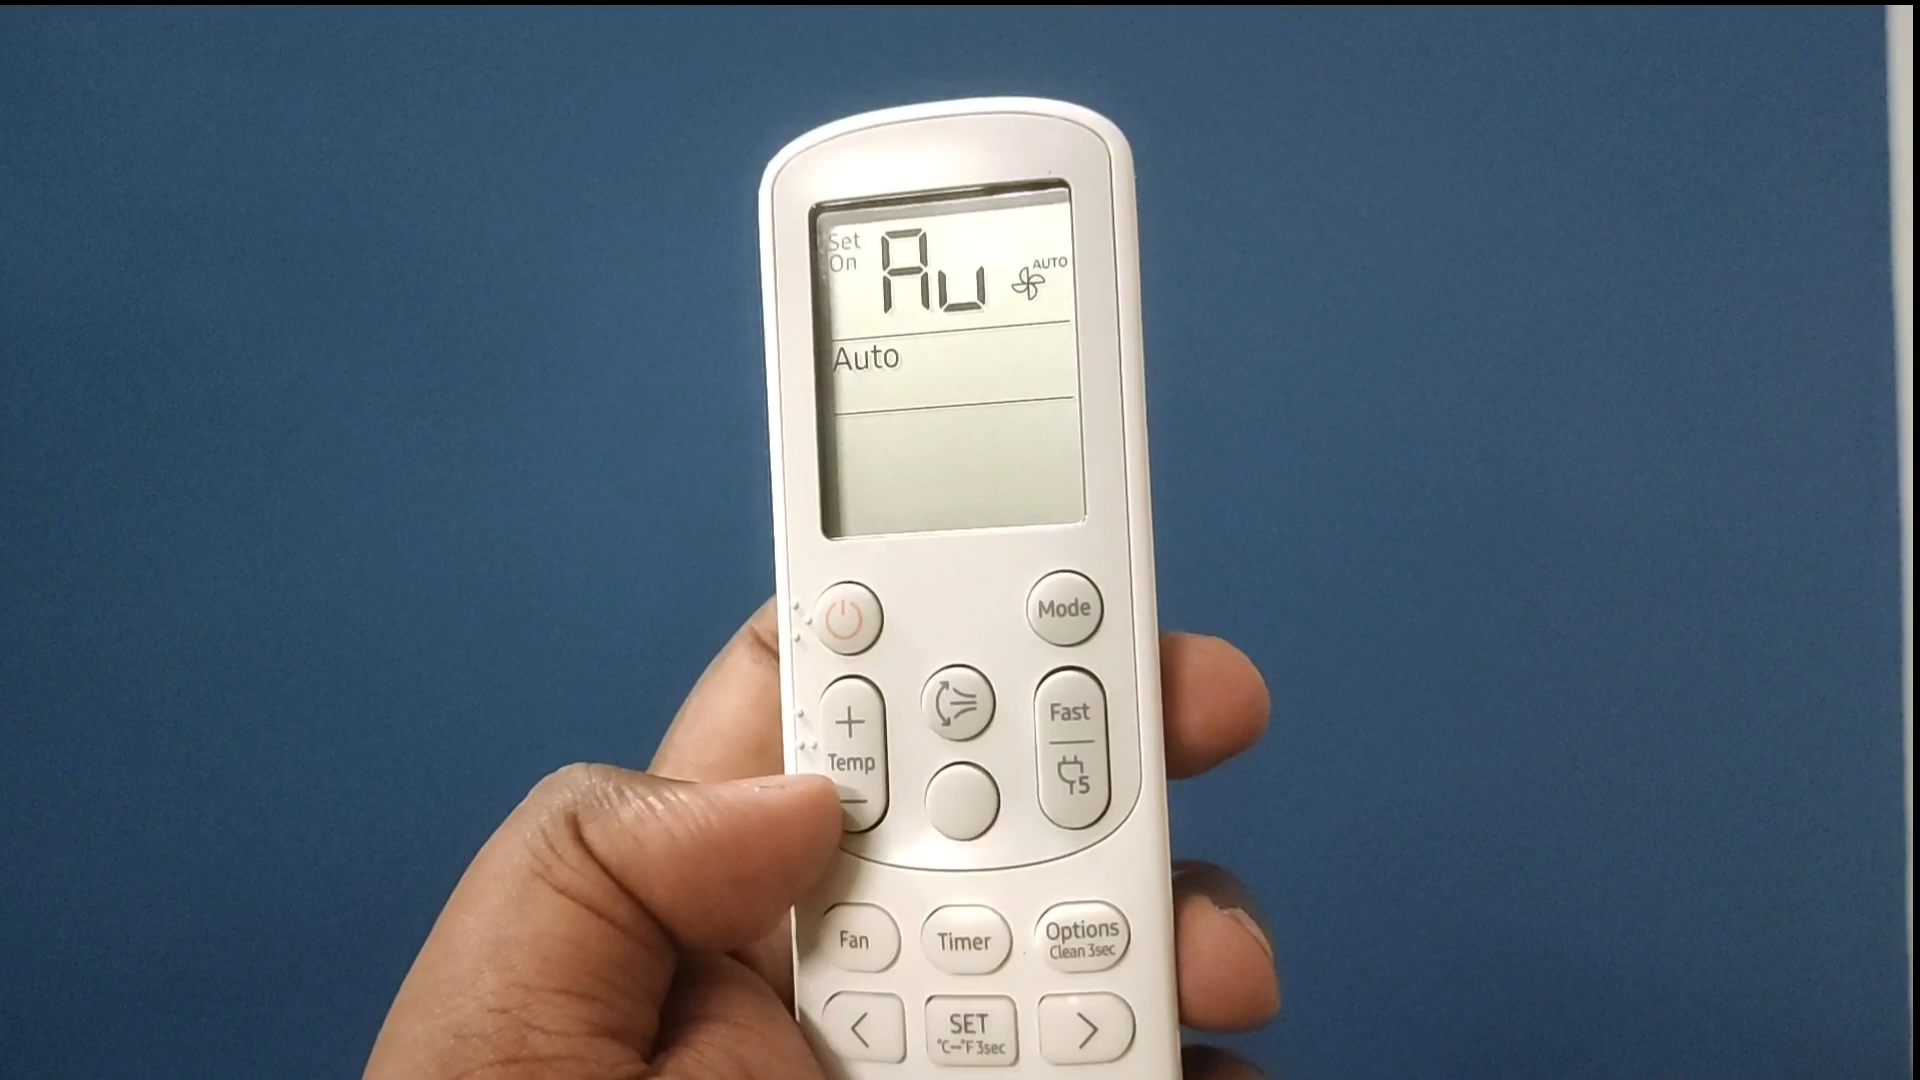 Set
On
Au
AUTO
Auto
Mode
+
Temp
−
Fast
5
Fan
Timer
Options
Clean 3sec
<
SET
°C↔°F 3sec
>